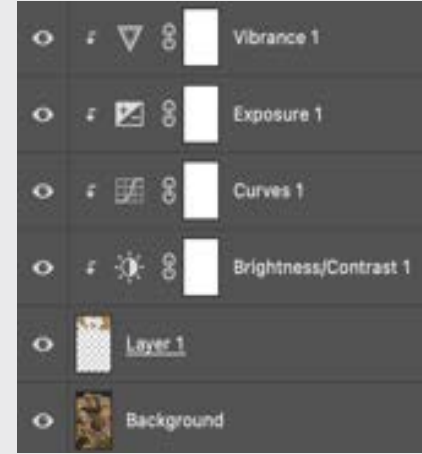 Vibrance 1
Exposure 1
Curves 1
Brightness/Contrast 1
Layer 1
Background